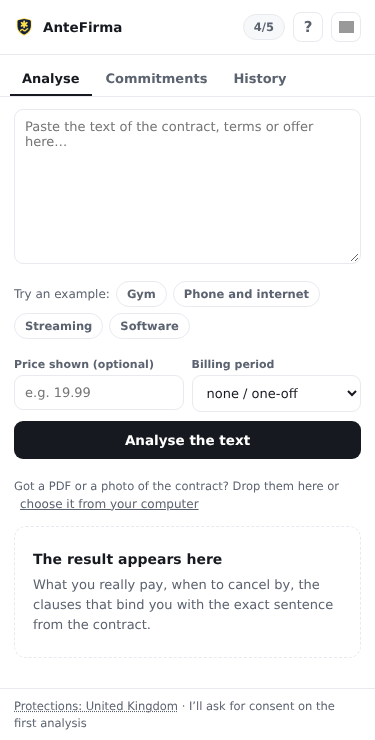 AnteFirma
4/5
?
Analyse
Commitments
History
Paste the text of the contract, terms or offer
here…
Try an example:
Gym
Phone and internet
Streaming
Software
Price shown (optional)
Billing period
e.g. 19.99
none / one-off
Analyse the text
Got a PDF or a photo of the contract? Drop them here or
choose it from your computer
The result appears here
What you really pay, when to cancel by, the
clauses that bind you with the exact sentence
from the contract.
Protections: United Kingdom · I’ll ask for consent on the
first analysis